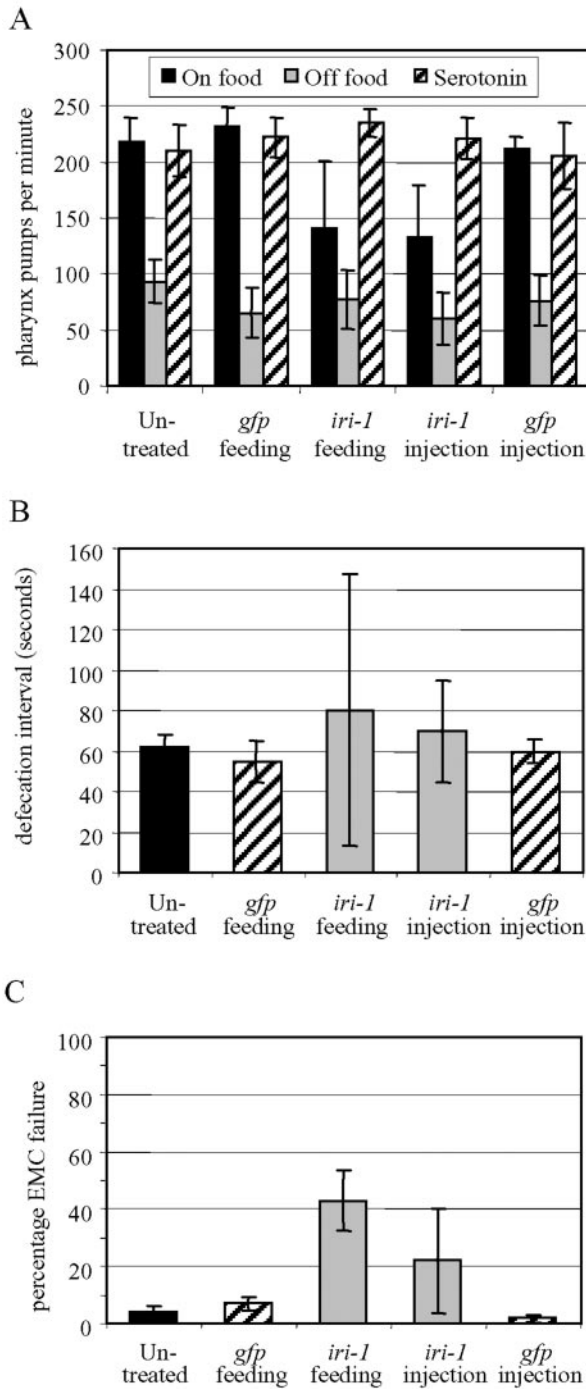 A
300
On food Off food Serotonin
250
200
150
100
50
0
pharynx pumps per minute
Un- gfp iri-1 iri-1 gfp
treated feeding feeding injection injection
B
160
140
120
100
80
60
40
20
0
defecation interval (seconds)
Un- gfp iri-1 iri-1 gfp
treated feeding feeding injection injection
C
100
80
60
40
20
0
percentage EMC failure
Un- gfp iri-1 iri-1 gfp
treated feeding feeding injection injection